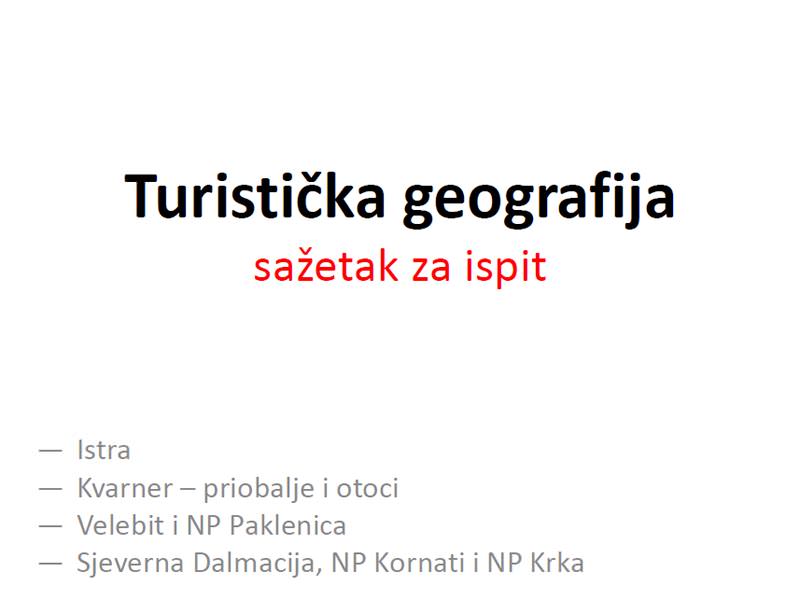 Turistička geografija
sažetak za ispit
— Istra
— Kvarner – priobalje i otoci
— Velebit i NP Paklenica
— Sjeverna Dalmacija, NP Kornati i NP Krka